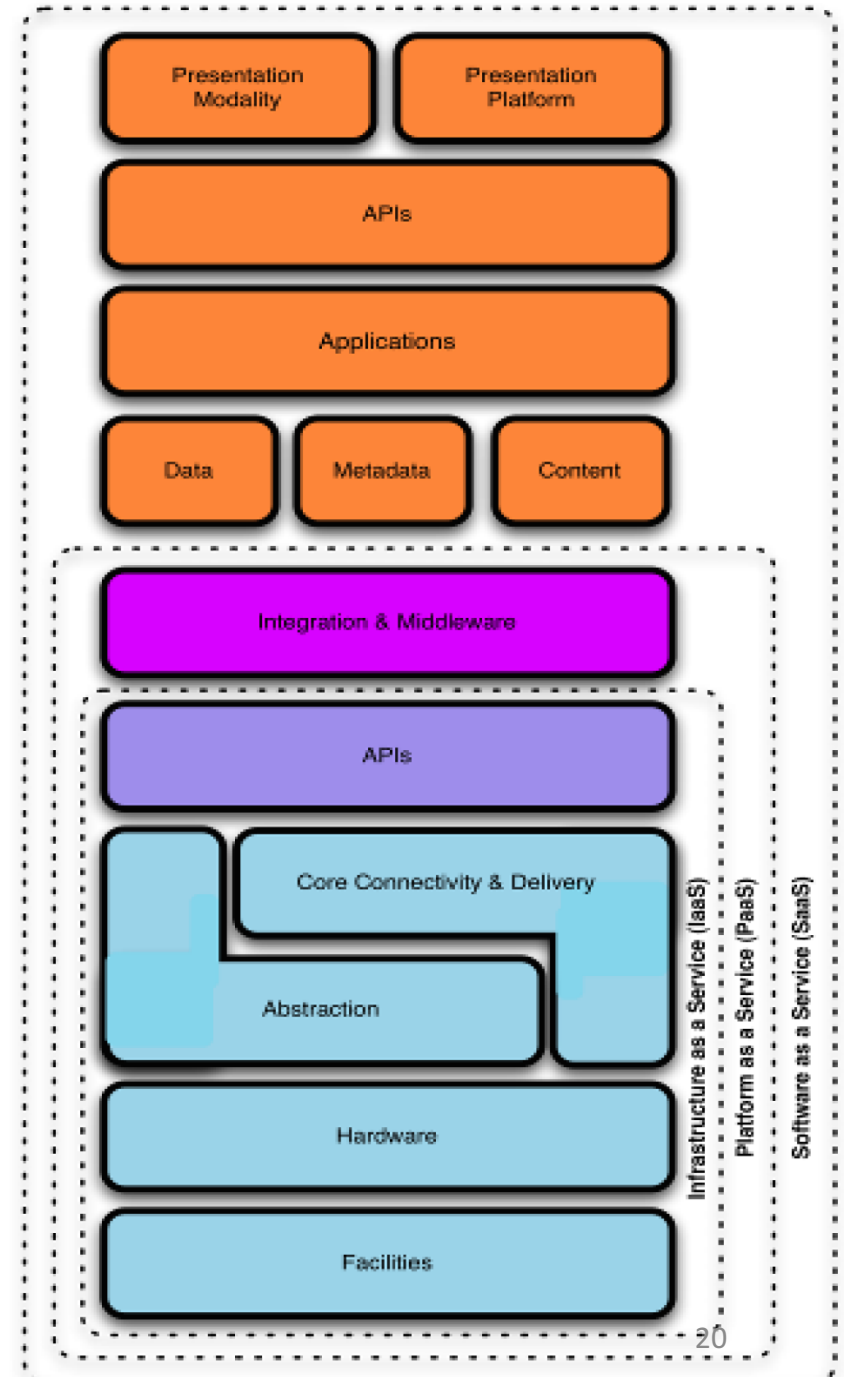 Presentation
Modality
Presentation
Platform
APIs
Applications
Data
Metadata
Content
Integration & Middleware
APIs
Core Connectivity & Delivery
Abstraction
Hardware
Facilities
Infrastructure as a Service (IaaS)
Platform as a Service (PaaS)
Software as a Service (SaaS)
20